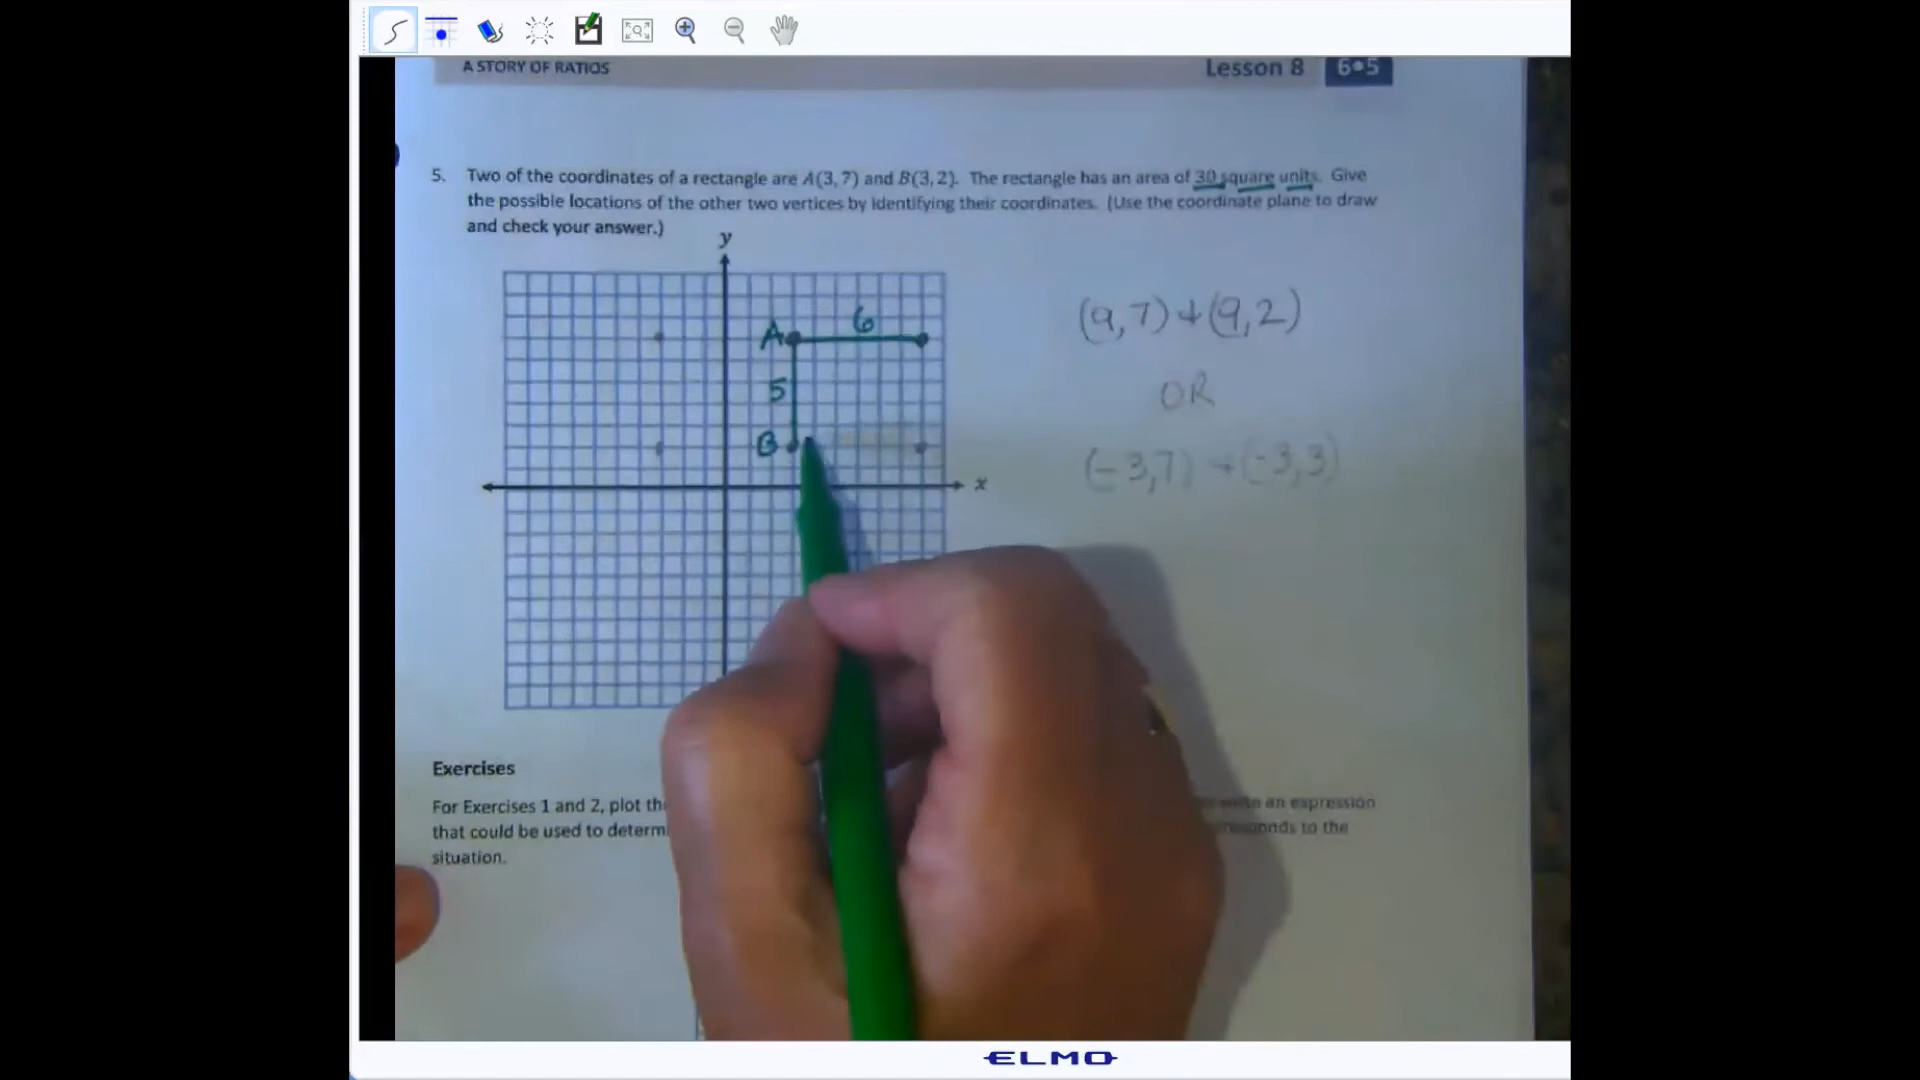 A STORY OF RATIOS
Lesson 8
6•5
5. Two of the coordinates of a rectangle are A(3, 7) and B(3, 2). The rectangle has an area of 30 square units. Give
the possible locations of the other two vertices by identifying their coordinates. (Use the coordinate plane to draw
and check your answer.)
y
A
6
5
B
x
(9,7) + (9,2)
OR
(-3,7) + (-3,3)
Exercises
For Exercises 1 and 2, plot the an expression
that could be used to determ to the
situation.
ELMO